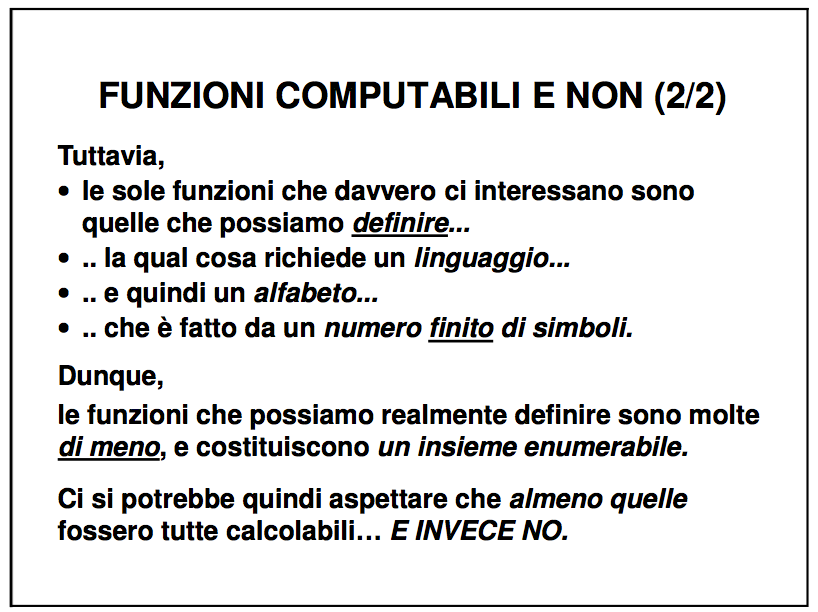 FUNZIONI COMPUTABILI E NON (2/2)
Tuttavia,
• le sole funzioni che davvero ci interessano sono
quelle che possiamo definire...
• .. la qual cosa richiede un linguaggio...
• .. e quindi un alfabeto...
• .. che è fatto da un numero finito di simboli.
Dunque,
le funzioni che possiamo realmente definire sono molte
di meno, e costituiscono un insieme enumerabile.
Ci si potrebbe quindi aspettare che almeno quelle
fossero tutte calcolabili… E INVECE NO.